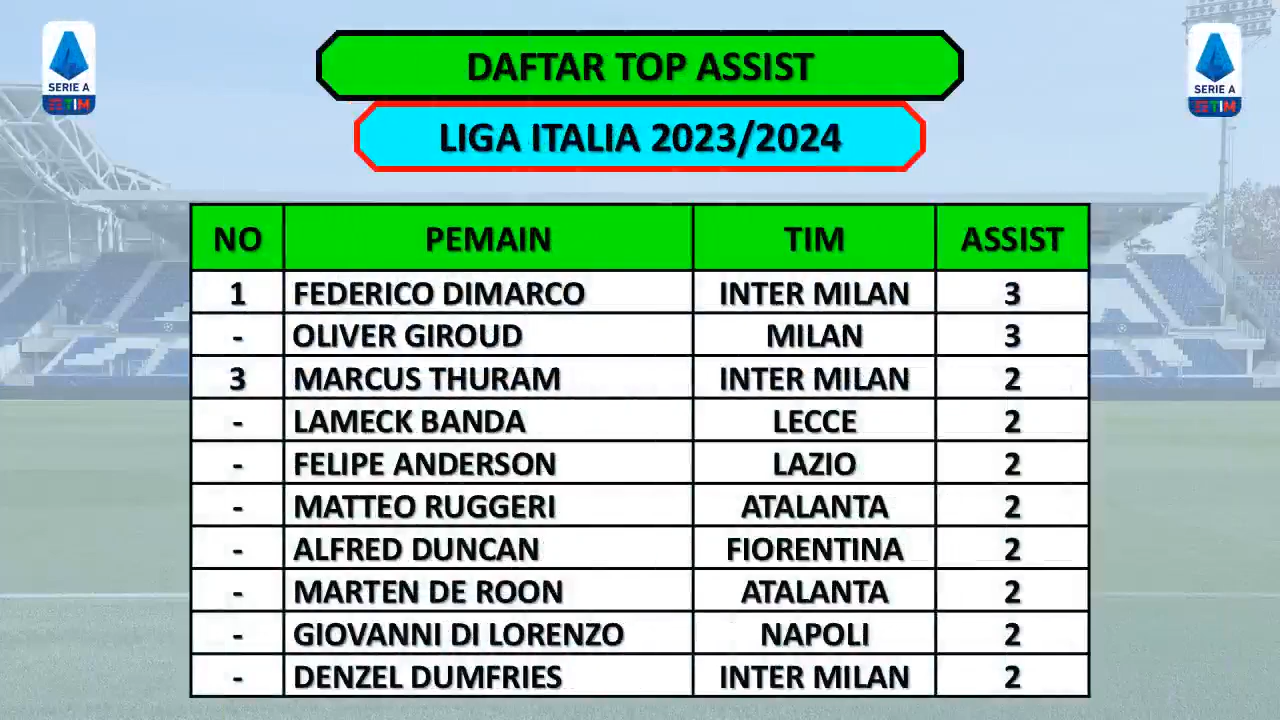 SERIE A
TIM
DAFTAR TOP ASSIST
LIGA ITALIA 2023/2024
SERIE A
TIM
NO PEMAIN TIM ASSIST
1 FEDERICO DIMARCO INTER MILAN 3
- OLIVER GIROUD MILAN 3
3 MARCUS THURAM INTER MILAN 2
- LAMECK BANDA LECCE 2
- FELIPE ANDERSON LAZIO 2
- MATTEO RUGGERI ATALANTA 2
- ALFRED DUNCAN FIORENTINA 2
- MARTEN DE ROON ATALANTA 2
- GIOVANNI DI LORENZO NAPOLI 2
- DENZEL DUMFRIES INTER MILAN 2